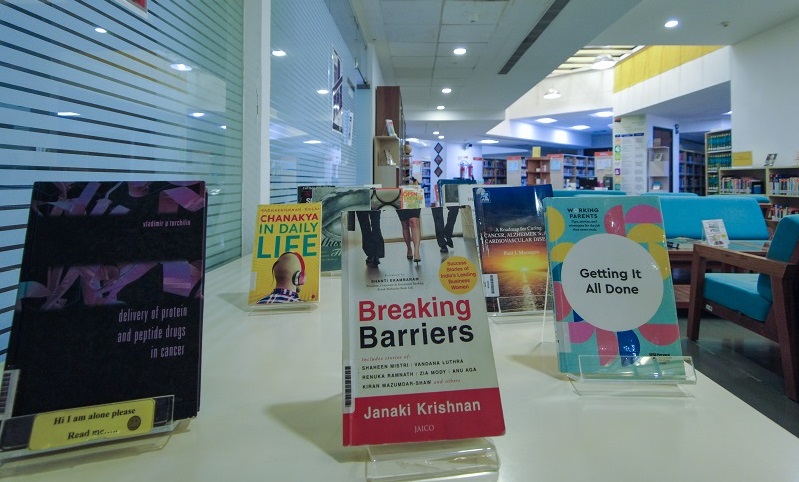 vladimir p torchilin
delivery of protein
and peptide drugs
in cancer
Hi I am alone please
Read me.....
CHANAKYA
IN DAILY
LIFE
Foreword by
SHANTI EKAMBARAM
Success
Stories of
India's Leading
Business
Women
Breaking
Barriers
includes stories of:
SHAHEEN MISTRI / VANDANA LUTHRA
RENUKA RAMNATH / ZIA MODY / ANU AGA
KIRAN MAZUMDAR-SHAW and others
Janaki Krishnan
JAICO
A Roadmap for Curing
CANCER, ALZHEIMER'S,
CARDIOVASCULAR DISE
WORKING PARENTS
Getting It
All Done